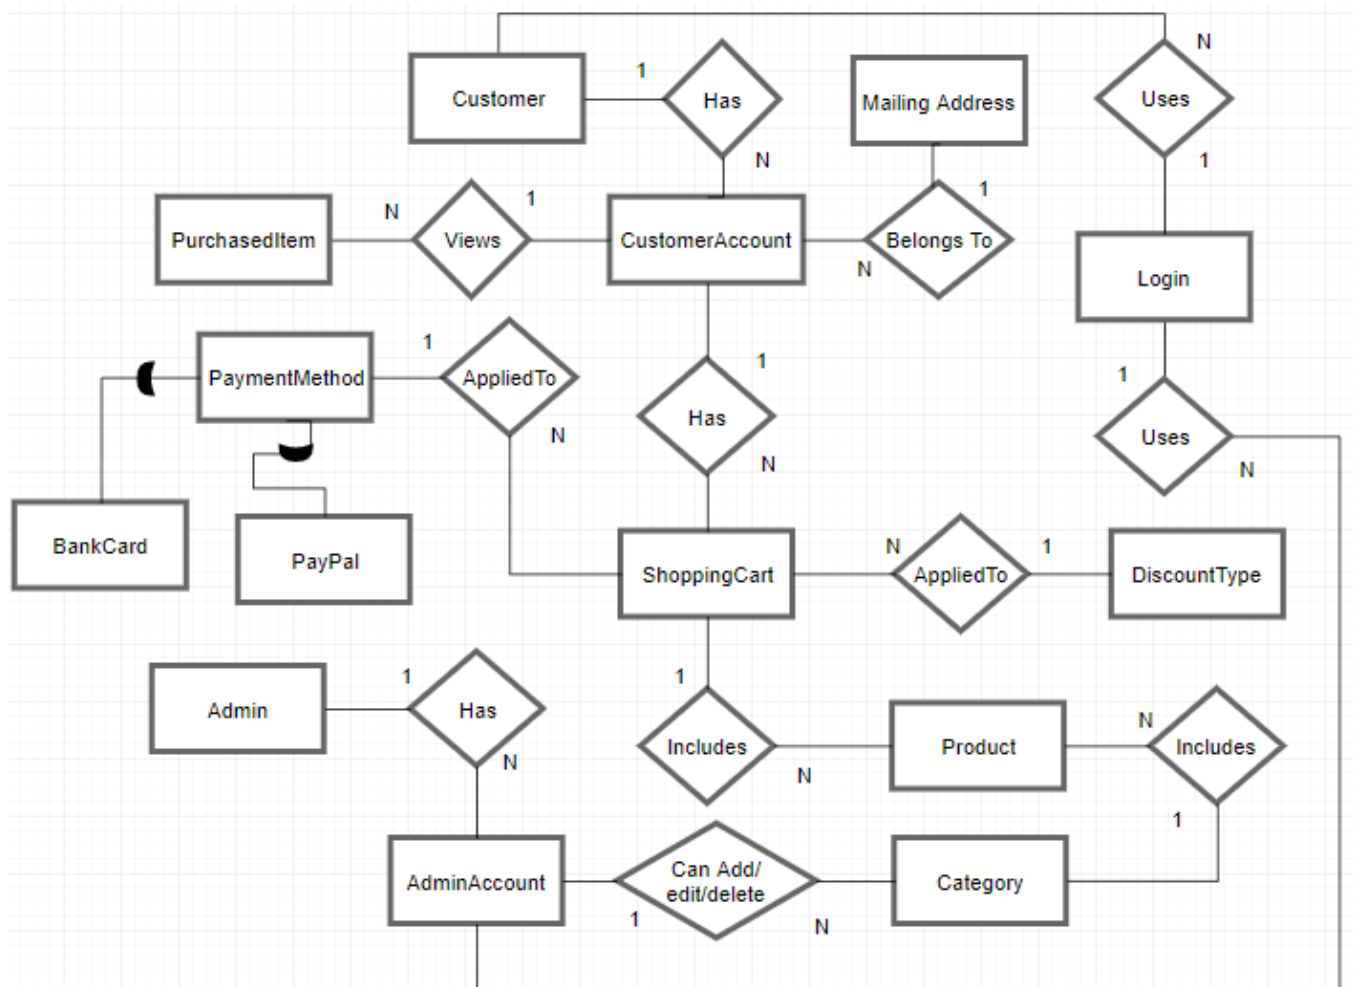 N
Customer
1
Has
Mailing Address
Uses
N
1
PurchasedItem
N
Views
1
CustomerAccount
1
Belongs To
N
Login
PaymentMethod
1
AppliedTo
N
1
Has
N
1
Uses
N
BankCard
PayPal
ShoppingCart
N
AppliedTo
1
DiscountType
Admin
1
Has
N
1
Includes
N
Product
N
Includes
1
AdminAccount
Can Add/
edit/delete
1
N
Category